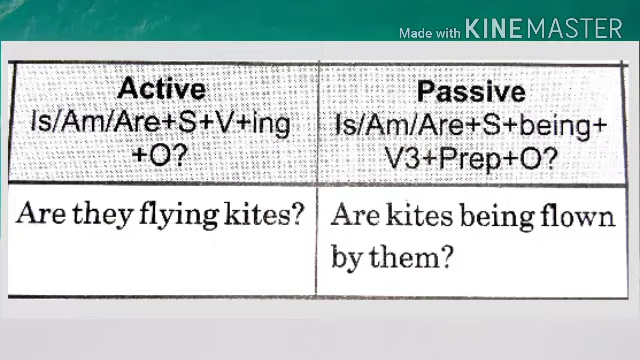 Made with KINEMASTER
Active
Is/Am/Are+S+V+ing
+O?
Passive
Is/Am/Are+S+being+
V3+Prep+O?
Are they flying kites?
Are kites being flown
by them?